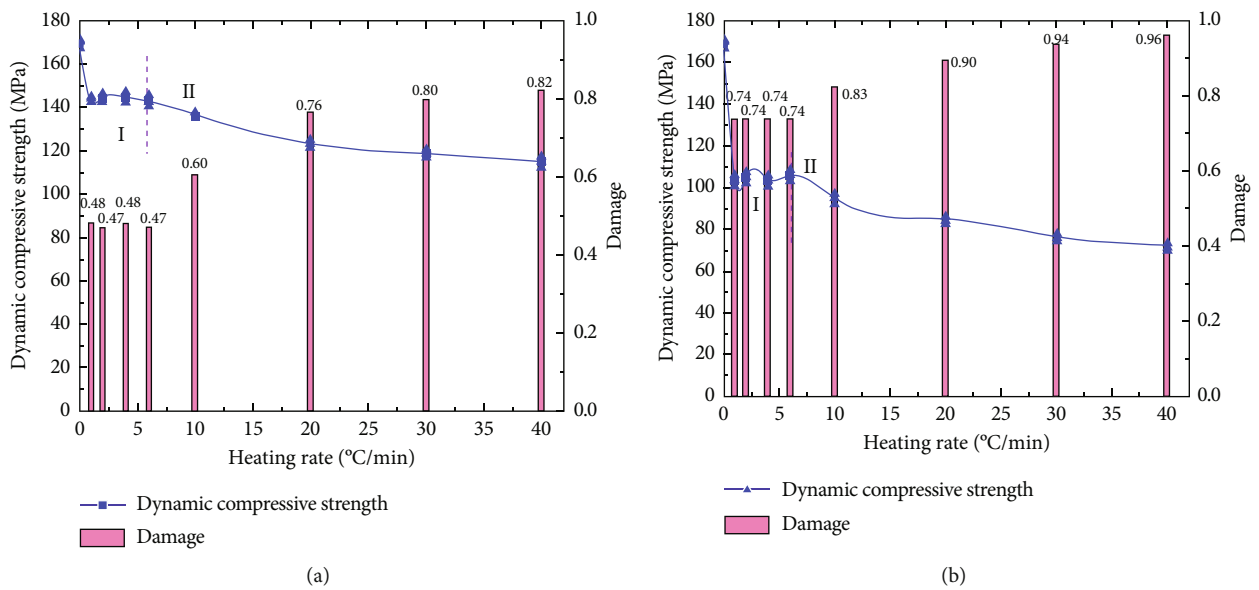 180
160
140
120
100
80
60
40
20
0
Dynamic compressive strength (MPa)
0 5 10 15 20 25 30 35 40
Heating rate (°C/min)
1.0
0.8
0.6
0.4
0.2
0.0
Damage
I
II
0.48
0.47
0.48
0.47
0.60
0.76
0.80
0.82
Dynamic compressive strength
Damage
(a)
180
160
140
120
100
80
60
40
20
0
Dynamic compressive strength (MPa)
0 5 10 15 20 25 30 35 40
Heating rate (°C/min)
1.0
0.8
0.6
0.4
0.2
0.0
Damage
I
II
0.74
0.74
0.74
0.74
0.83
0.90
0.94
0.96
Dynamic compressive strength
Damage
(b)